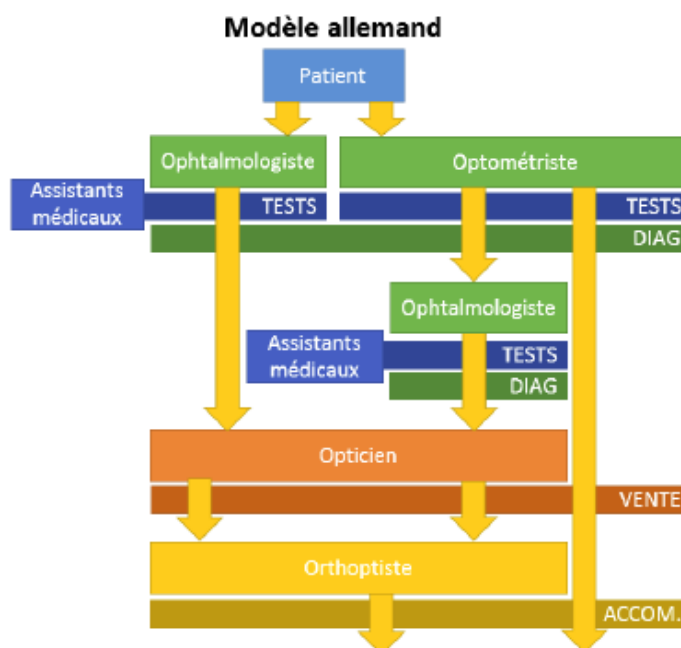 Modèle allemand
Patient
Ophtalmologiste
Optométriste
Assistants
médicaux
TESTS
TESTS
DIAG
Ophtalmologiste
Assistants
médicaux
TESTS
DIAG
Opticien
VENTE
Orthoptiste
ACCOM.